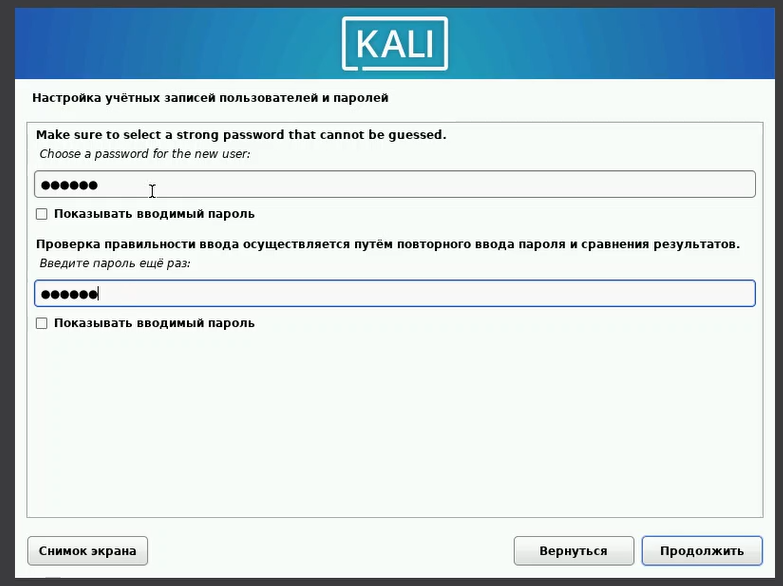 KALI
Настройка учётных записей пользователей и паролей
Make sure to select a strong password that cannot be guessed.
Choose a password for the new user:
●●●●●●
Показывать вводимый пароль
Проверка правильности ввода осуществляется путём повторного ввода пароля и сравнения результатов.
Введите пароль ещё раз:
●●●●●●
Показывать вводимый пароль
Снимок экрана
Вернуться
Продолжить